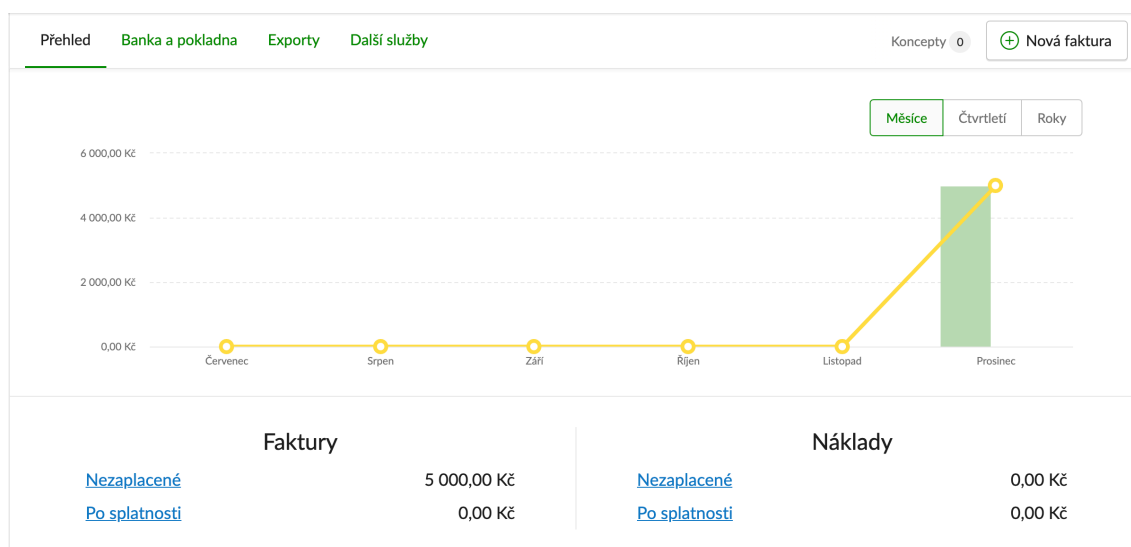 Přehled Banka a pokladna Exporty Další služby Koncepty 0 Nová faktura
Měsíce Čtvrtletí Roky
6 000,00 Kč
4 000,00 Kč
2 000,00 Kč
0,00 Kč
Červenec Srpen Září Říjen Listopad Prosinec
Faktury Náklady
Nezaplacené 5 000,00 Kč Nezaplacené 0,00 Kč
Po splatnosti 0,00 Kč Po splatnosti 0,00 Kč